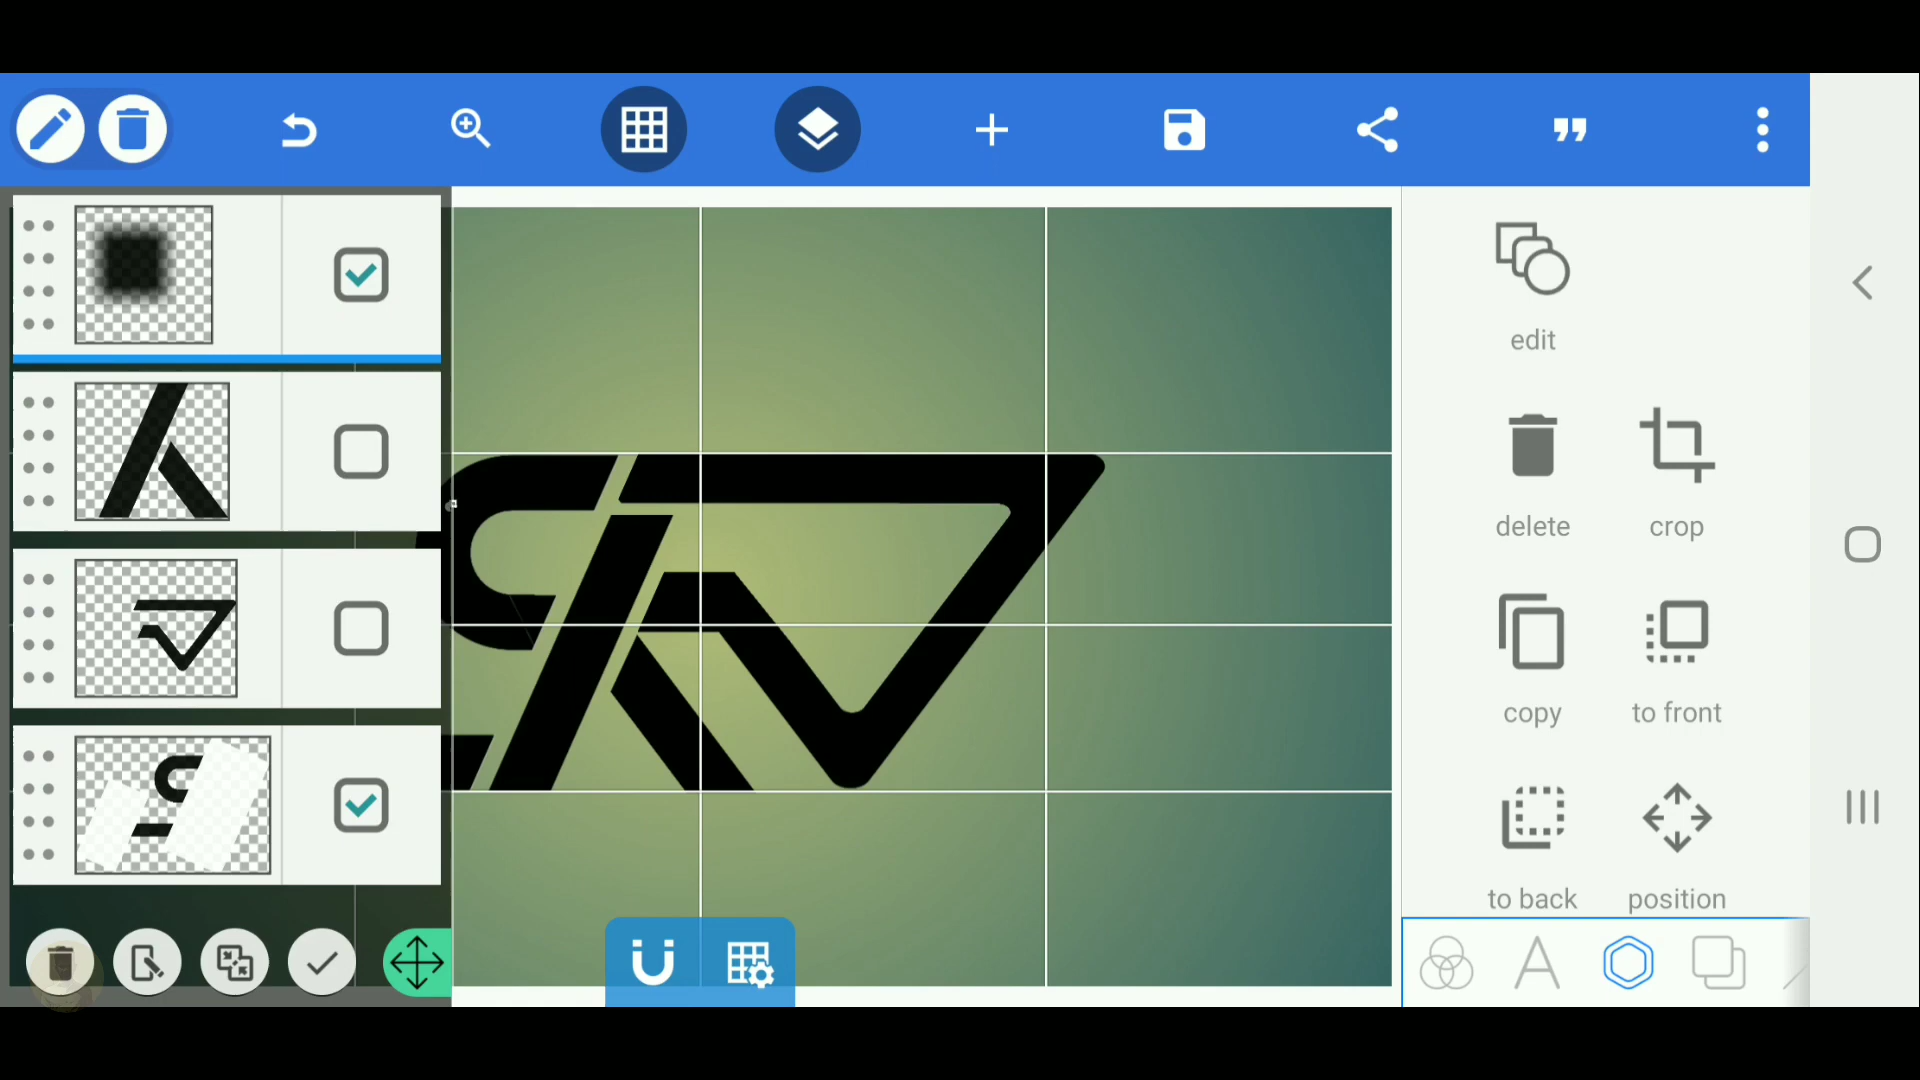 edit
delete
crop
copy
to front
to back
position